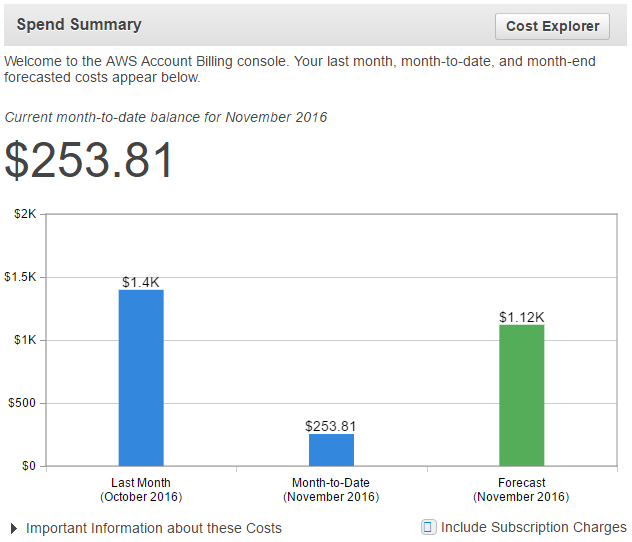 Spend Summary
Cost Explorer
Welcome to the AWS Account Billing console. Your last month, month-to-date, and month-end
forecasted costs appear below.
Current month-to-date balance for November 2016
$253.81
$2K
$1.5K
$1K
$500
$0
$1.4K
$253.81
$1.12K
Last Month
(October 2016)
Month-to-Date
(November 2016)
Forecast
(November 2016)
Important Information about these Costs
Include Subscription Charges